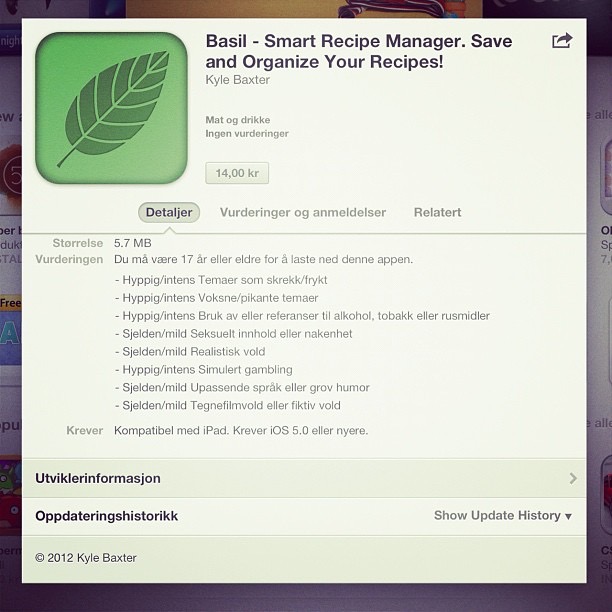 Basil - Smart Recipe Manager. Save
and Organize Your Recipes!
Kyle Baxter
Mat og drikke
Ingen vurderinger
14,00 kr
Detaljer Vurderinger og anmeldelser Relatert
Størrelse 5.7 MB
Vurderingen Du må være 17 år eller eldre for å laste ned denne appen.
- Hyppig/intens Temaer som skrekk/frykt
- Hyppig/intens Voksne/pikante temaer
- Hyppig/intens Bruk av eller referanser til alkohol, tobakk eller rusmidler
- Sjelden/mild Seksuelt innhold eller nakenhet
- Sjelden/mild Realistisk vold
- Hyppig/intens Simulert gambling
- Sjelden/mild Upassende språk eller grov humor
- Sjelden/mild Tegnefilmvold eller fiktiv vold
Krever Kompatibel med iPad. Krever iOS 5.0 eller nyere.
Utviklerinformasjon
Oppdateringshistorikk Show Update History ▼
© 2012 Kyle Baxter
Free